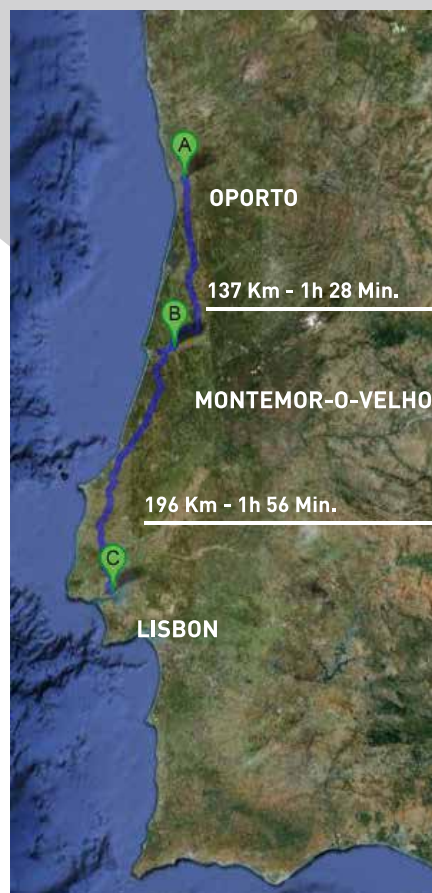 A
OPORTO
137 Km - 1h 28 Min.
B
MONTEMOR-O-VELHO
196 Km - 1h 56 Min.
C
LISBON